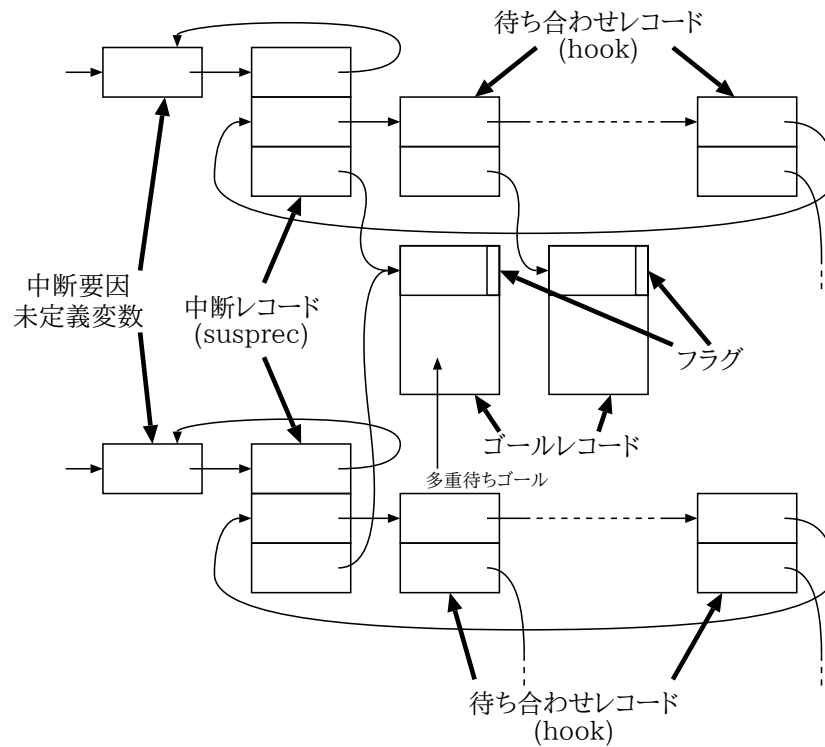 待ち合わせレコード
(hook)
中断要因
未定義変数
中断レコード
(susprec)
フラグ
ゴールレコード
多重待ちゴール
待ち合わせレコード
(hook)